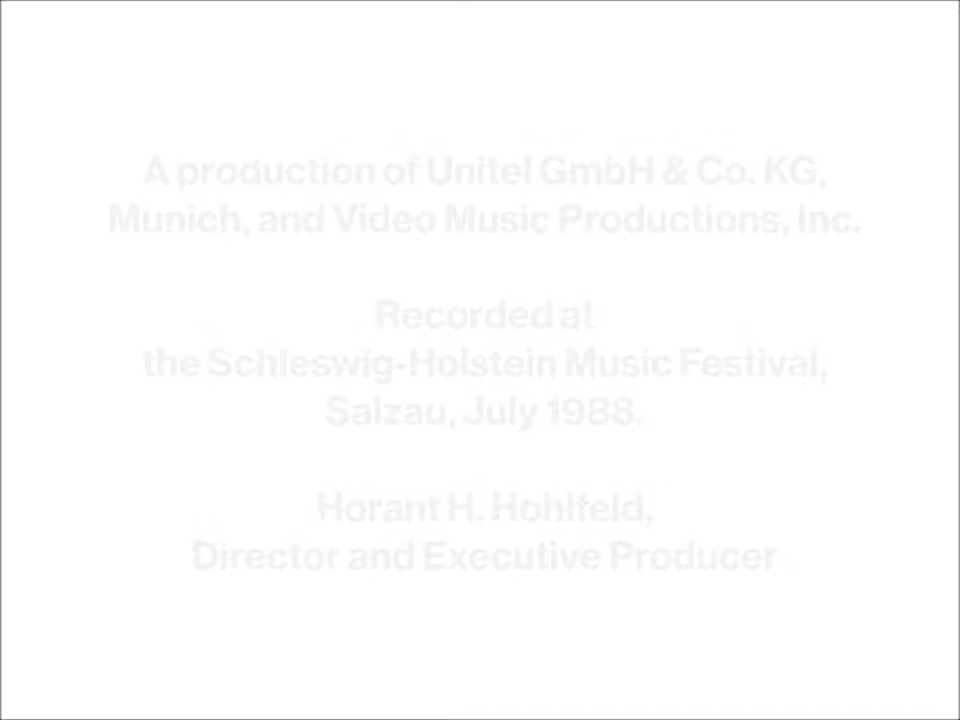 A production of Unitel GmbH & Co. KG,
Munich, and Video Music Productions, Inc.
Recorded at
the Schleswig-Holstein Music Festival,
Salzau, July 1988.
Horant H. Hohlfeld,
Director and Executive Producer